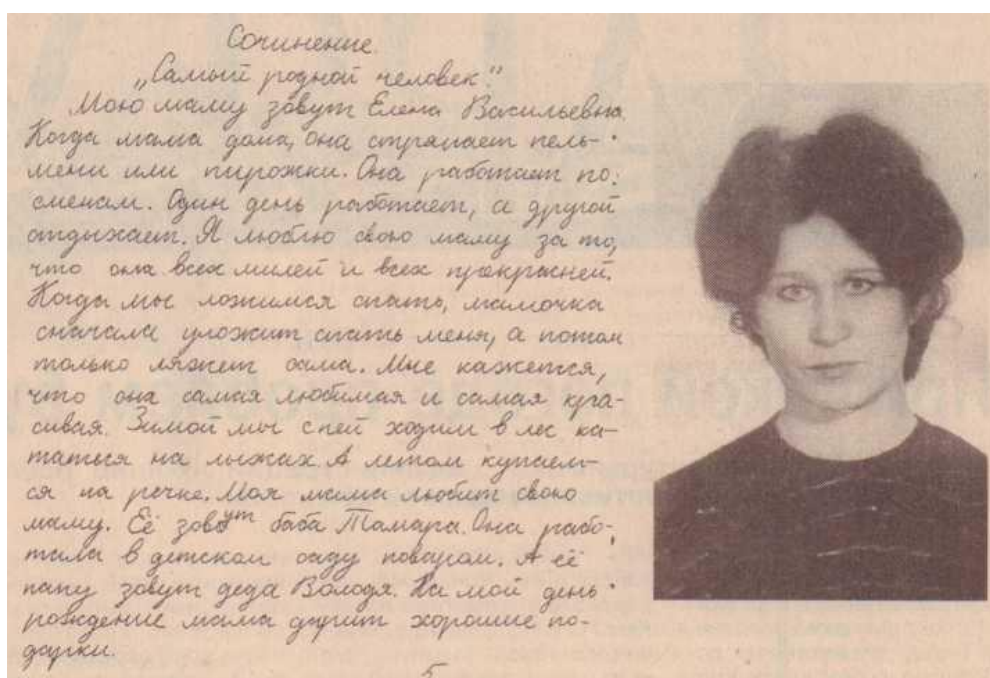 Сочинение.
„Самый родной человек."
Мою маму зовут Елена Васильевна.
Когда мама дома, она стряпает пель-
мени или пирожки. Она работает по
сменам. Один день работает, а другой
отдыхает. Я люблю свою маму за то,
что она всех милей и всех прекрасней.
Когда мы ложимся спать, мамочка
сначала уложит спать меня, а потом
только ляжет сама. Мне кажется,
что она самая любимая и самая кра-
сивая. Зимой мы с ней ходим в лес ка-
таться на лыжах. А летом купаем-
ся на речке. Моя мама любит свою
маму. Её зовут баба Тамара. Она рабо-
тала в детском саду поваром. А её
папу зовут деда Володя. На мой день
рождение мама дарит хорошие по-
дарки.
5